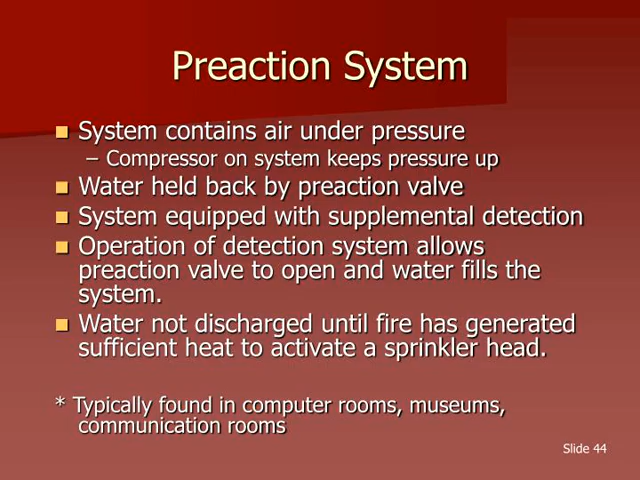 Preaction System
■ System contains air under pressure
– Compressor on system keeps pressure up
■ Water held back by preaction valve
■ System equipped with supplemental detection
■ Operation of detection system allows
preaction valve to open and water fills the
system.
■ Water not discharged until fire has generated
sufficient heat to activate a sprinkler head.
* Typically found in computer rooms, museums,
communication rooms
Slide 44